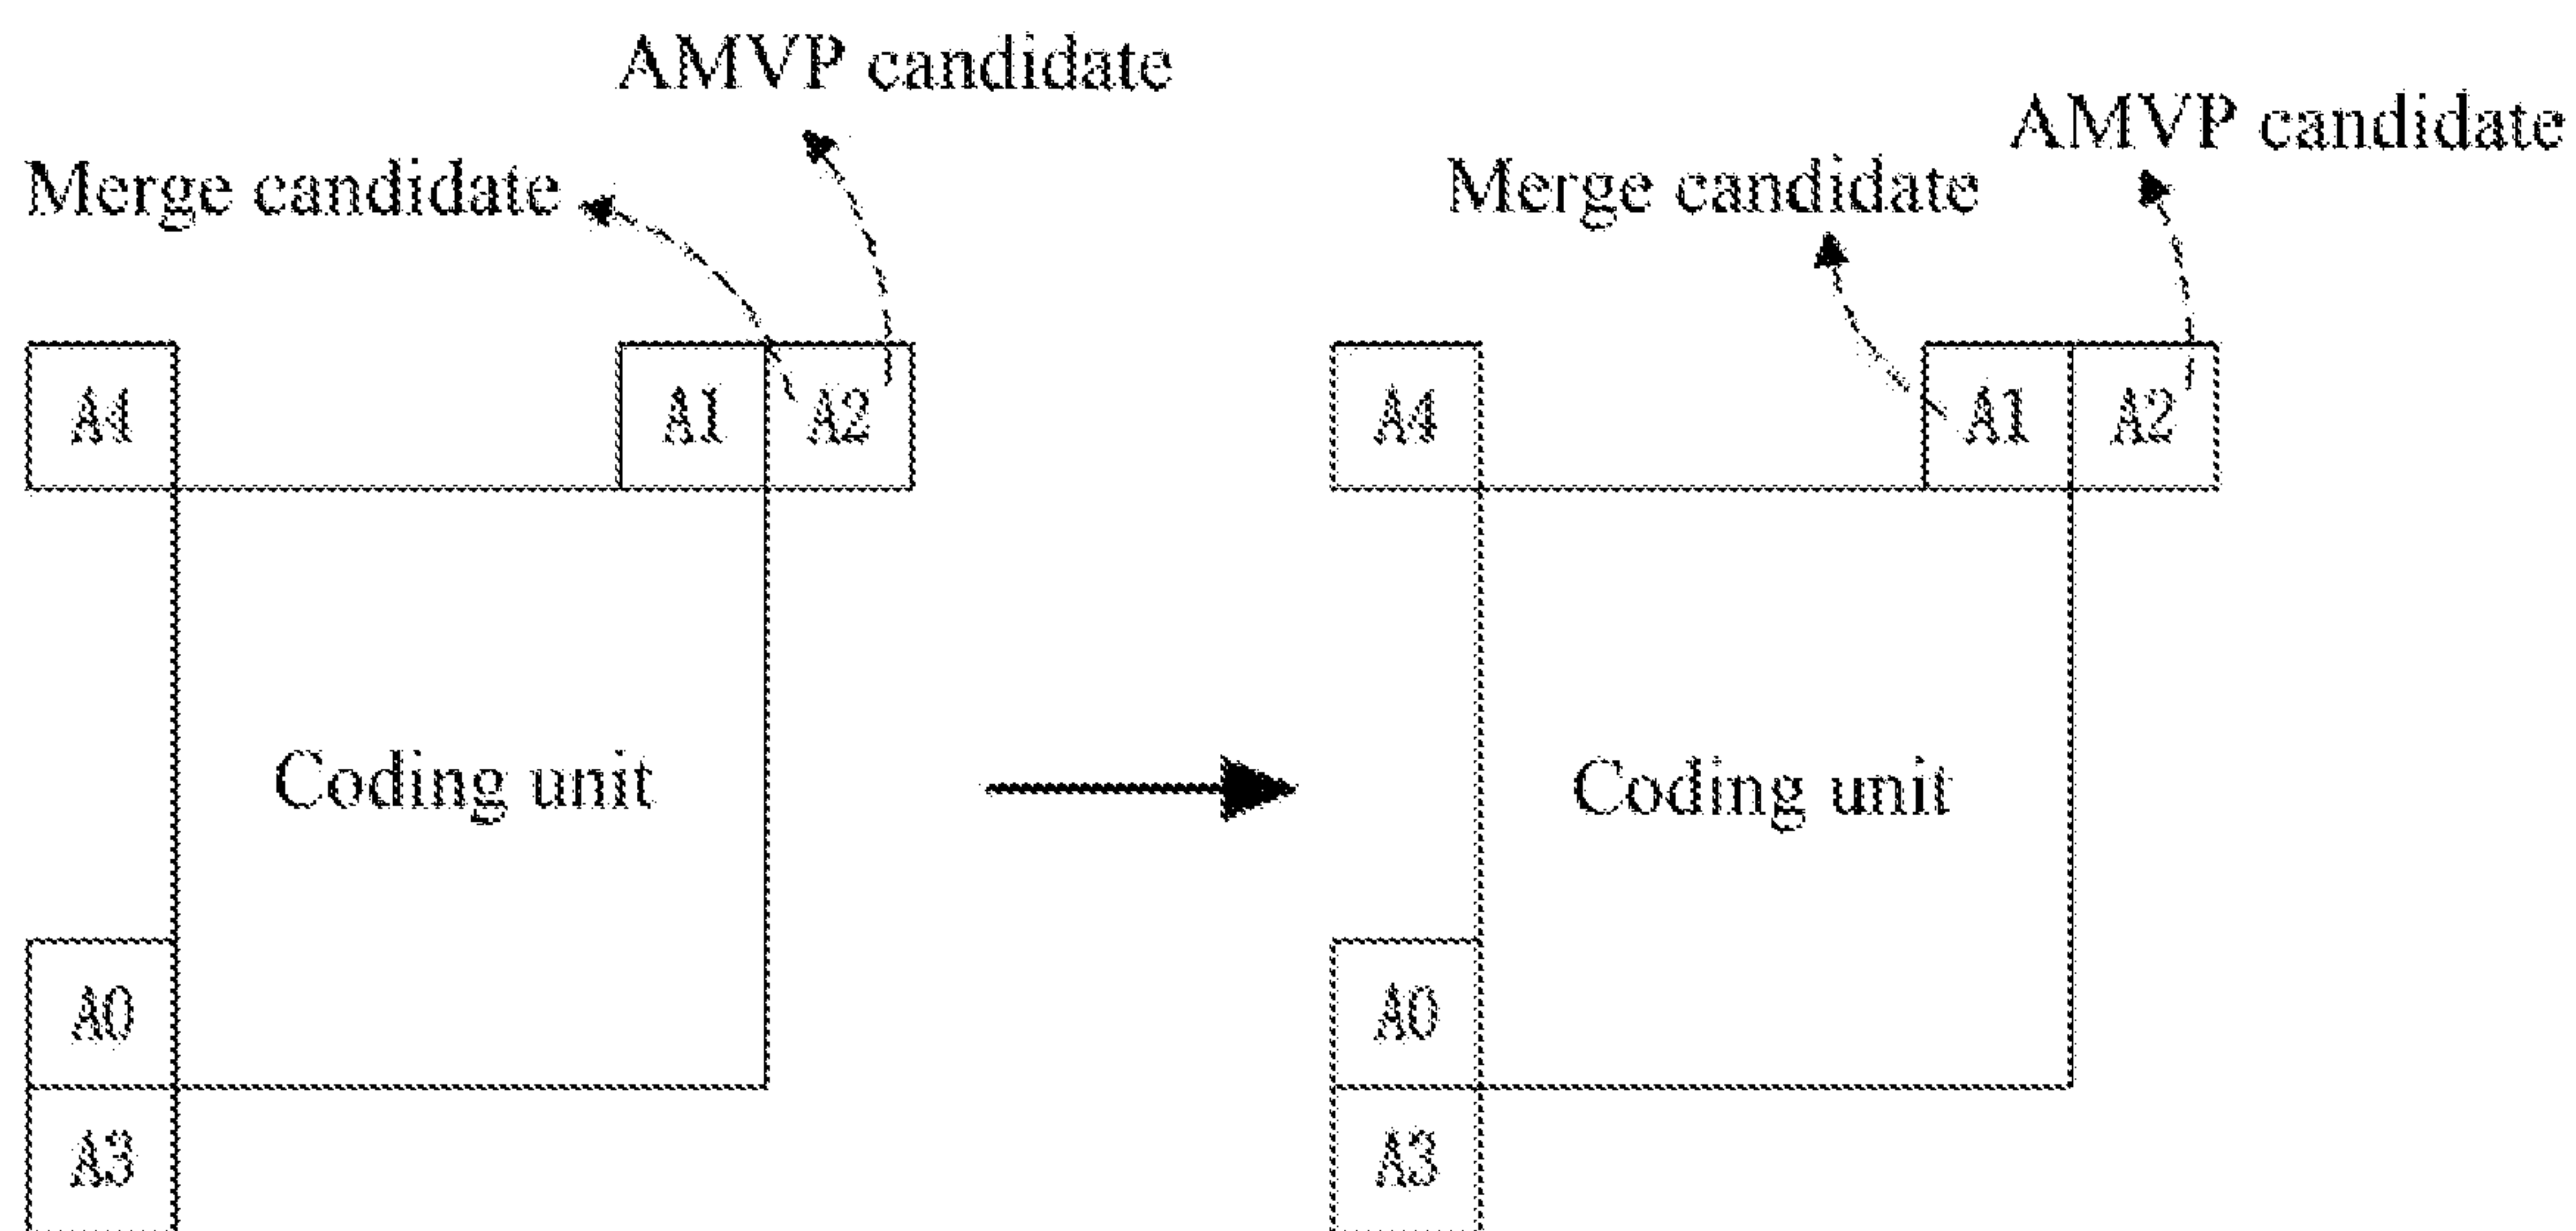 AMVP candidate
Merge candidate
A4
A1
A2
Coding unit
A0
A3
AMVP candidate
Merge candidate
A4
A1
A2
Coding unit
A0
A3